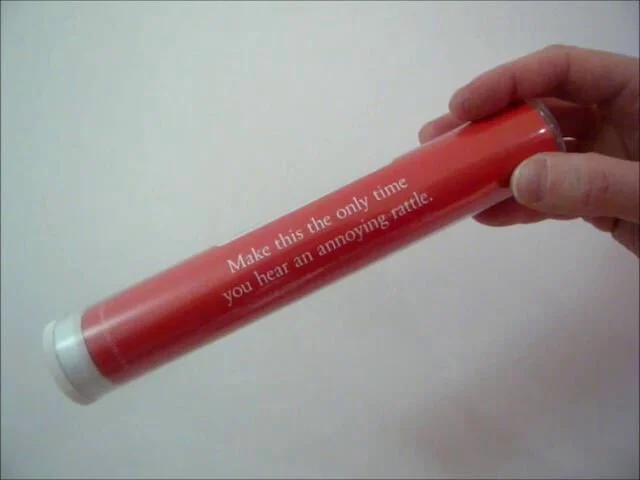 Make this the only time
you hear an annoying rattle.